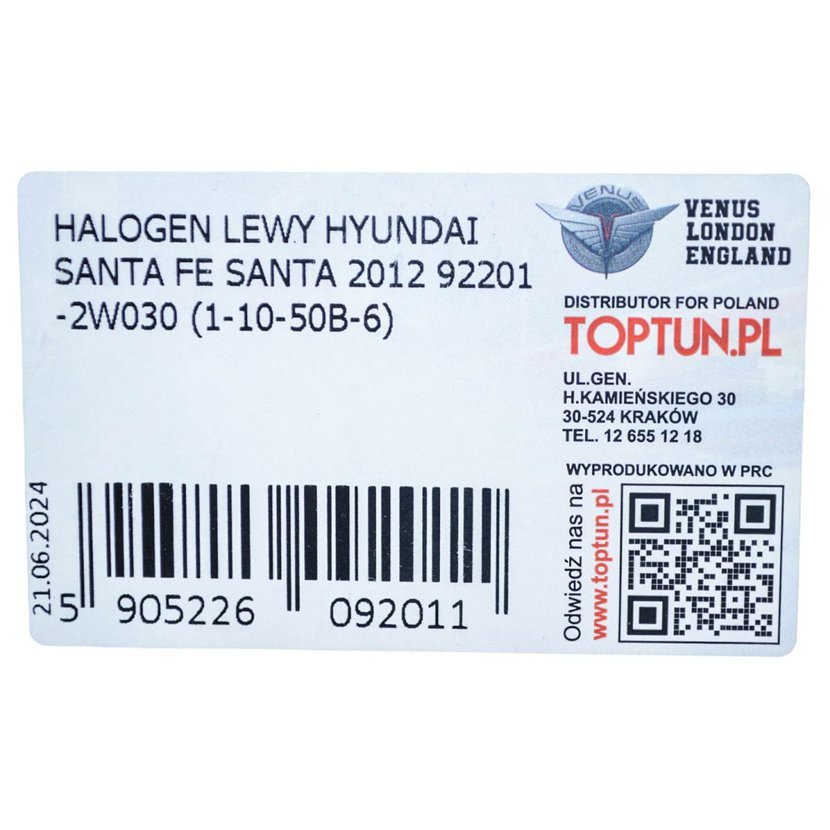 HALOGEN LEWY HYUNDAI
SANTA FE SANTA 2012 92201
-2W030 (1-10-50B-6)
VENUS
VENUS
LONDON
ENGLAND
DISTRIBUTOR FOR POLAND
TOPTUN.PL
UL.GEN.
H.KAMIEŃSKIEGO 30
30-524 KRAKÓW
TEL. 12 655 12 18
WYPRODUKOWANO W PRC
Odwiedź nas na
www.toptun.pl
21.06.2024
5 905226 092011